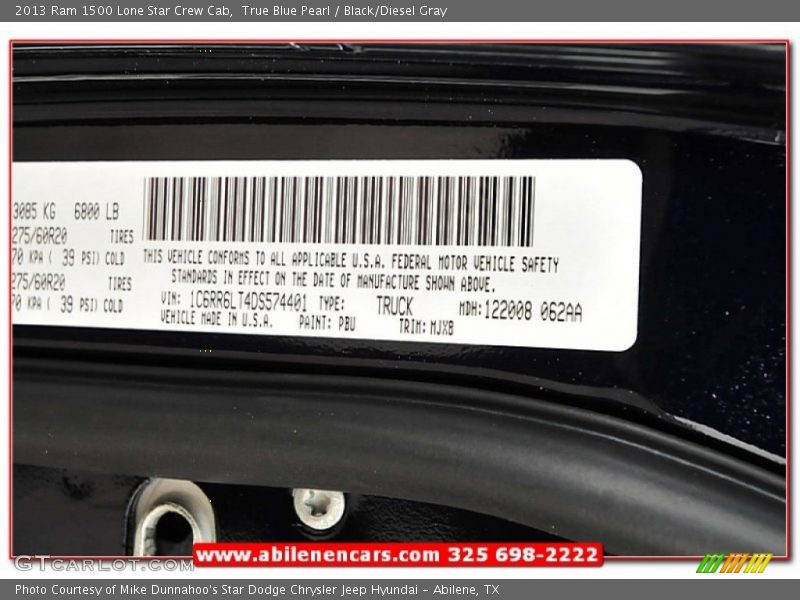 2013 Ram 1500 Lone Star Crew Cab,  True Blue Pearl / Black/Diesel Gray
3085 KG 6800 LB
275/60R20 TIRES
70 KPA ( 39 PSI) COLD
275/60R20 TIRES
70 KPA ( 39 PSI) COLD
THIS VEHICLE CONFORMS TO ALL APPLICABLE U.S.A. FEDERAL MOTOR VEHICLE SAFETY
STANDARDS IN EFFECT ON THE DATE OF MANUFACTURE SHOWN ABOVE.
VIN: 1C6RR6LT4DS574401 TYPE: TRUCK MDH: 122008 062AA
VEHICLE MADE IN U.S.A. PAINT: PBU TRIM: MJXB
www.abilenencars.com 325 698-2222
GTcarlot.com
Photo Courtesy of Mike Dunnahoo's Star Dodge Chrysler Jeep Hyundai – Abilene, TX